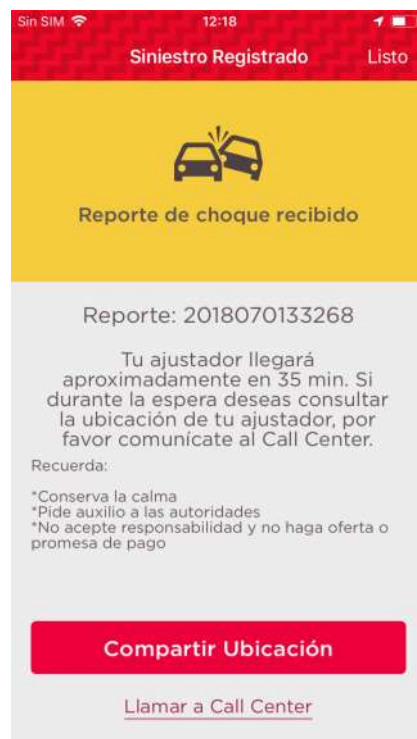 Sin SIM 12:18
Siniestro Registrado Listo
Reporte de choque recibido
Reporte: 2018070133268
Tu ajustador llegará
aproximadamente en 35 min. Si
durante la espera deseas consultar
la ubicación de tu ajustador, por
favor comunícate al Call Center.
Recuerda:
*Conserva la calma
*Pide auxilio a las autoridades
*No acepte responsabilidad y no haga oferta o
promesa de pago
Compartir Ubicación
Llamar a Call Center